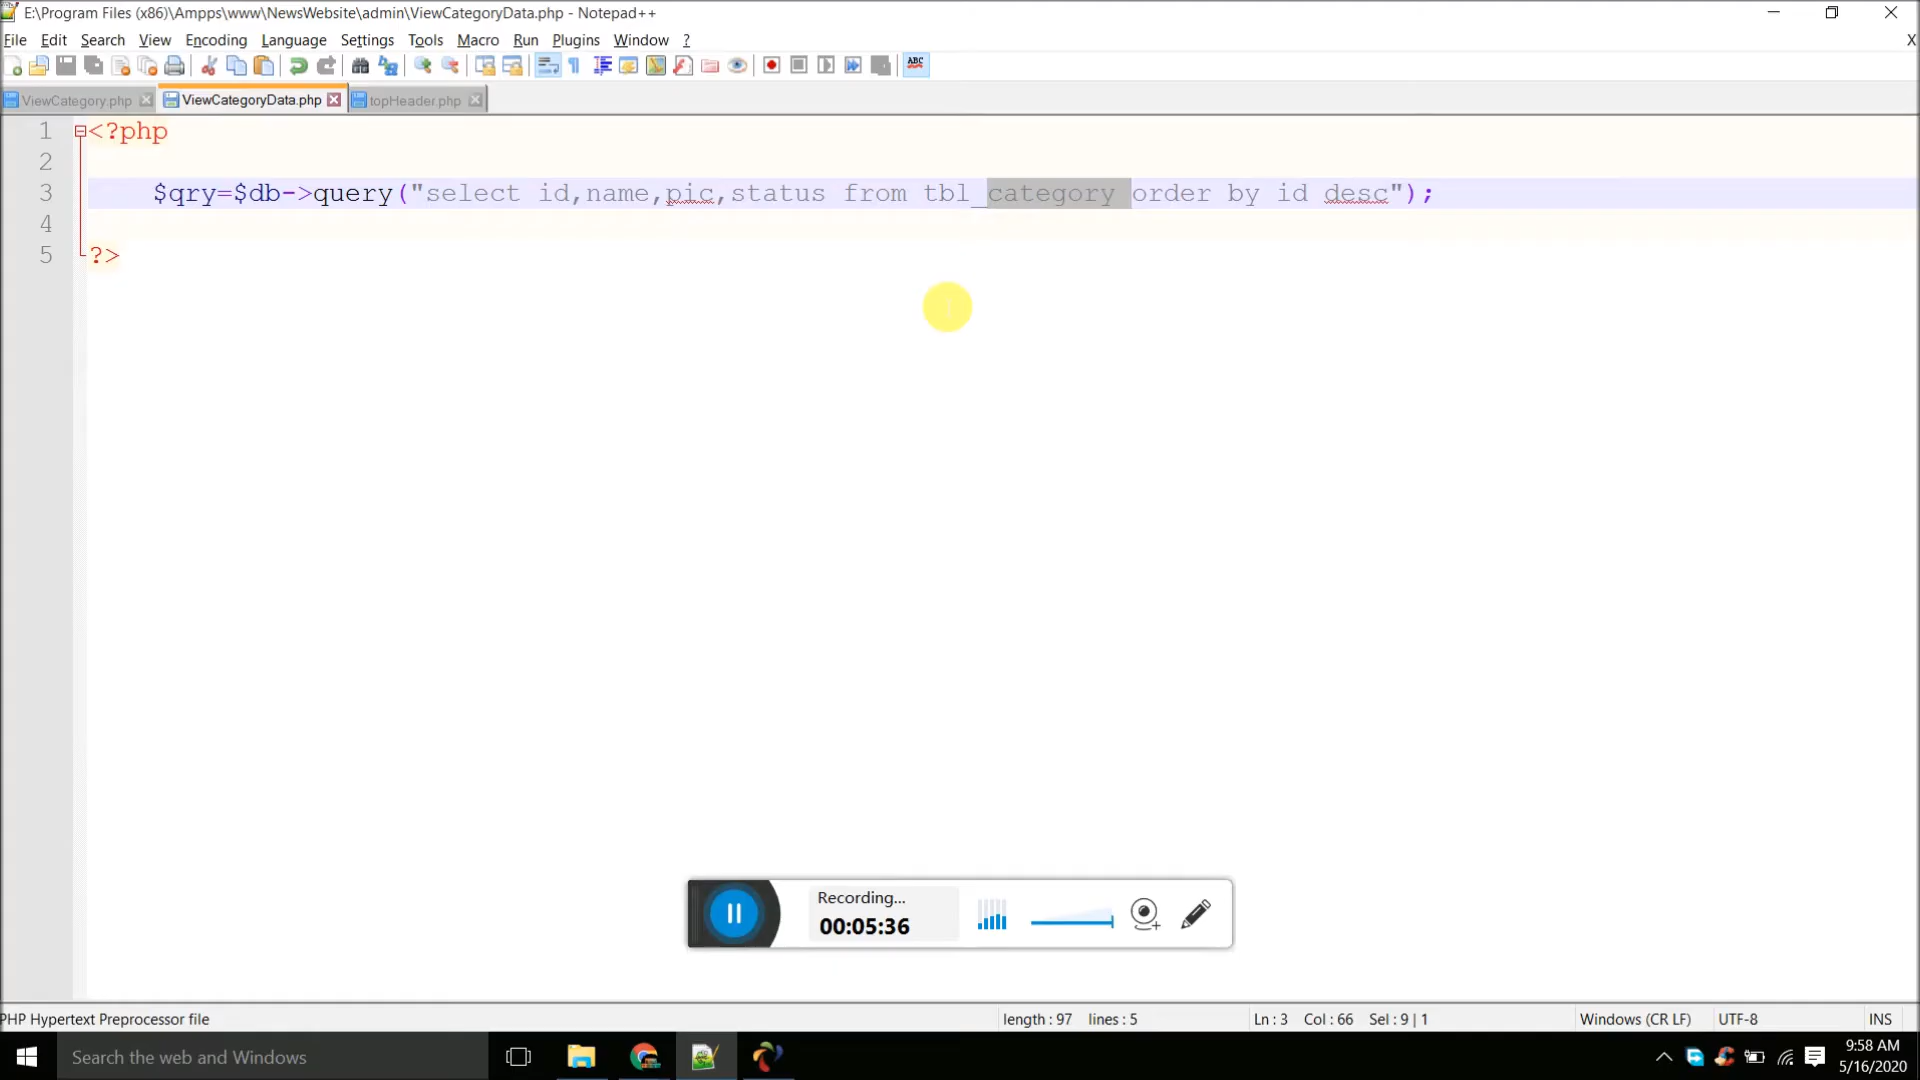 E:\Program Files (x86)\Ampps\www\NewsWebsite\admin\ViewCategoryData.php - Notepad++
File Edit Search View Encoding Language Settings Tools Macro Run Plugins Window ? X
ABC
ViewCategory.php ViewCategoryData.php topHeader.php
1 <?php
2
3 $qry=$db->query("select id,name,pic,status from tbl_category order by id desc");
4
5 ?>
Recording...
00:05:36
PHP Hypertext Preprocessor file length : 97 lines : 5 Ln : 3 Col : 66 Sel : 9 | 1 Windows (CR LF) UTF-8 INS
Search the web and Windows
9:58 AM
5/16/2020